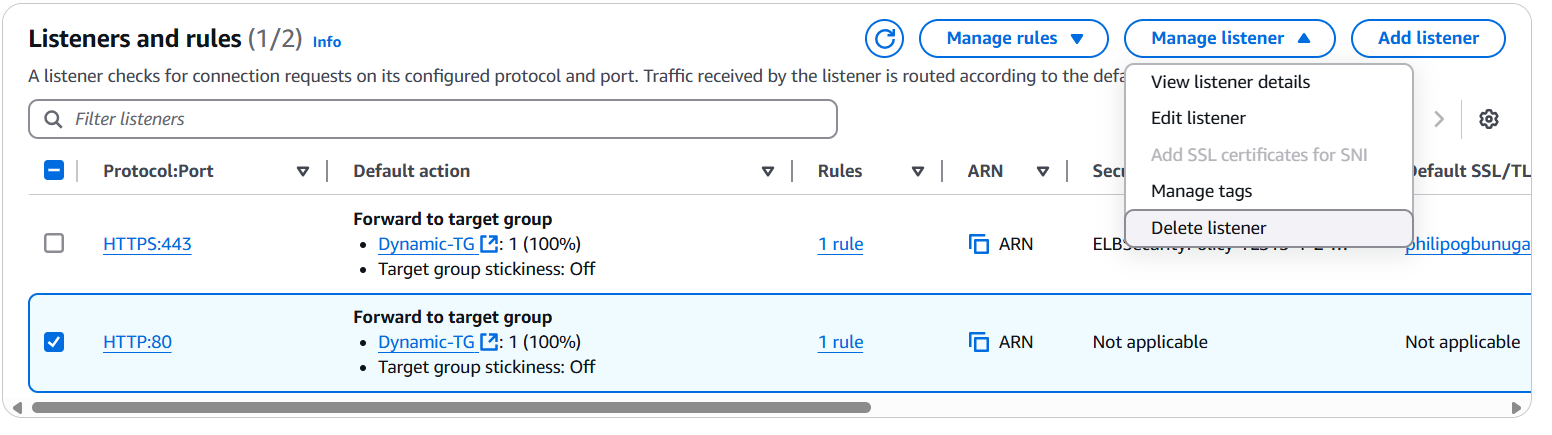 Listeners and rules (1/2) Info
Manage rules
Manage listener
Add listener
A listener checks for connection requests on its configured protocol and port. Traffic received by the listener is routed according to the
View listener details
Edit listener
Add SSL certificates for SNI
Manage tags
Delete listener
Filter listeners
Protocol:Port Default action Rules ARN Default SSL/TL
Forward to target group
HTTPS:443 • Dynamic-TG : 1 (100%) 1 rule ARN philipogbunuga
• Target group stickiness: Off
Forward to target group
HTTP:80 • Dynamic-TG : 1 (100%) 1 rule ARN Not applicable Not applicable
• Target group stickiness: Off